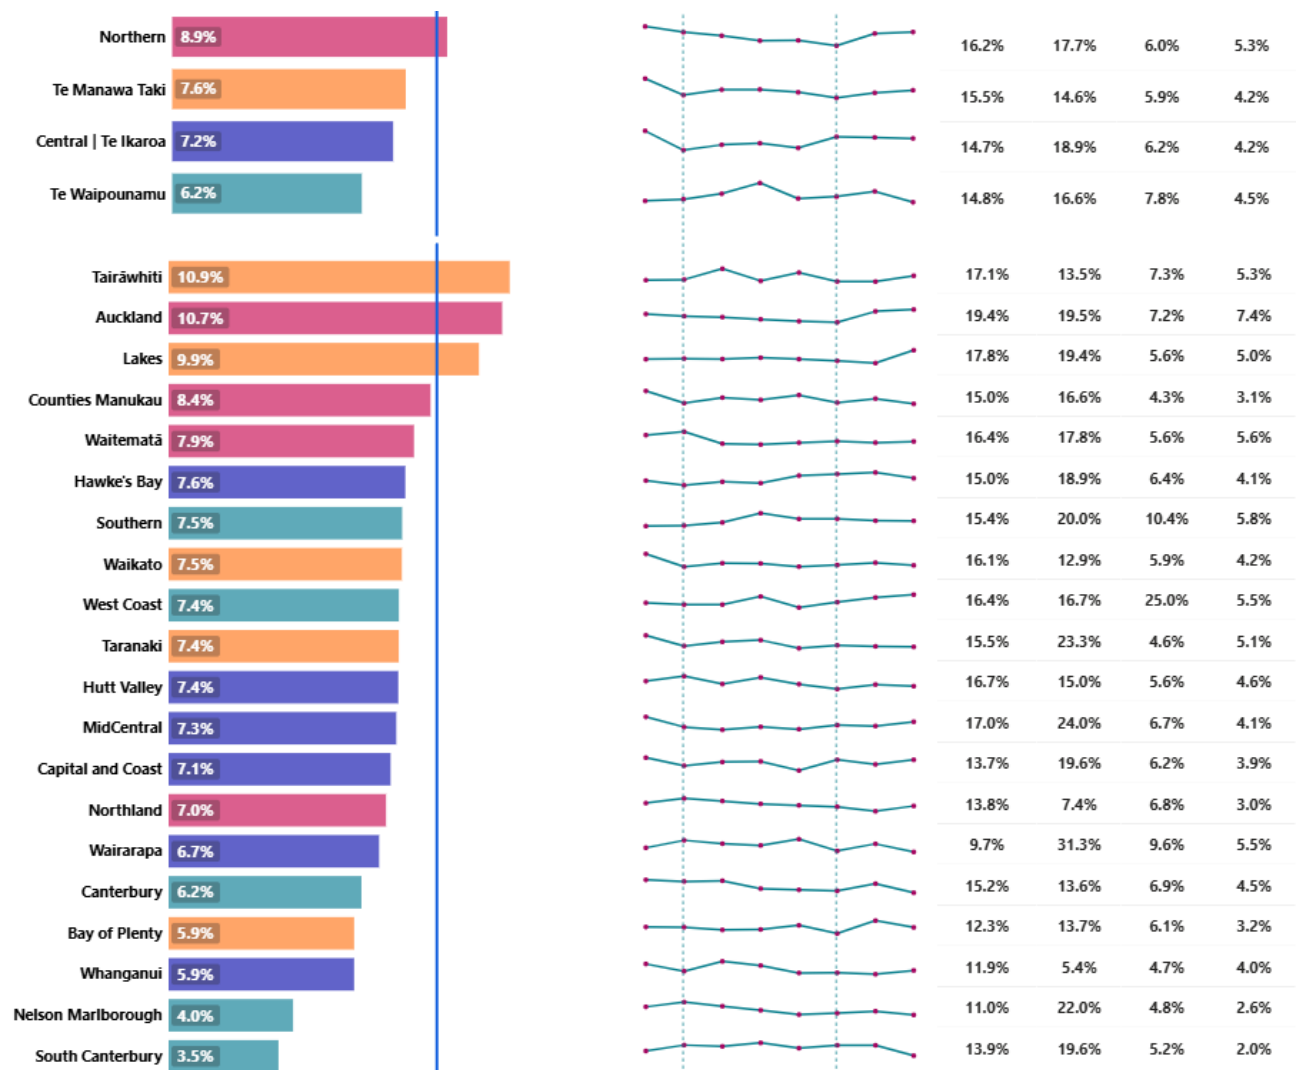 Northern 8.9% 16.2% 17.7% 6.0% 5.3%
Te Manawa Taki 7.6% 15.5% 14.6% 5.9% 4.2%
Central | Te Ikaroa 7.2% 14.7% 18.9% 6.2% 4.2%
Te Waipounamu 6.2% 14.8% 16.6% 7.8% 4.5%
Tairāwhiti 10.9% 17.1% 13.5% 7.3% 5.3%
Auckland 10.7% 19.4% 19.5% 7.2% 7.4%
Lakes 9.9% 17.8% 19.4% 5.6% 5.0%
Counties Manukau 8.4% 15.0% 16.6% 4.3% 3.1%
Waitematā 7.9% 16.4% 17.8% 5.6% 5.6%
Hawke's Bay 7.6% 15.0% 18.9% 6.4% 4.1%
Southern 7.5% 15.4% 20.0% 10.4% 5.8%
Waikato 7.5% 16.1% 12.9% 5.9% 4.2%
West Coast 7.4% 16.4% 16.7% 25.0% 5.5%
Taranaki 7.4% 15.5% 23.3% 4.6% 5.1%
Hutt Valley 7.4% 16.7% 15.0% 5.6% 4.6%
MidCentral 7.3% 17.0% 24.0% 6.7% 4.1%
Capital and Coast 7.1% 13.7% 19.6% 6.2% 3.9%
Northland 7.0% 13.8% 7.4% 6.8% 3.0%
Wairarapa 6.7% 9.7% 31.3% 9.6% 5.5%
Canterbury 6.2% 15.2% 13.6% 6.9% 4.5%
Bay of Plenty 5.9% 12.3% 13.7% 6.1% 3.2%
Whanganui 5.9% 11.9% 5.4% 4.7% 4.0%
Nelson Marlborough 4.0% 11.0% 22.0% 4.8% 2.6%
South Canterbury 3.5% 13.9% 19.6% 5.2% 2.0%